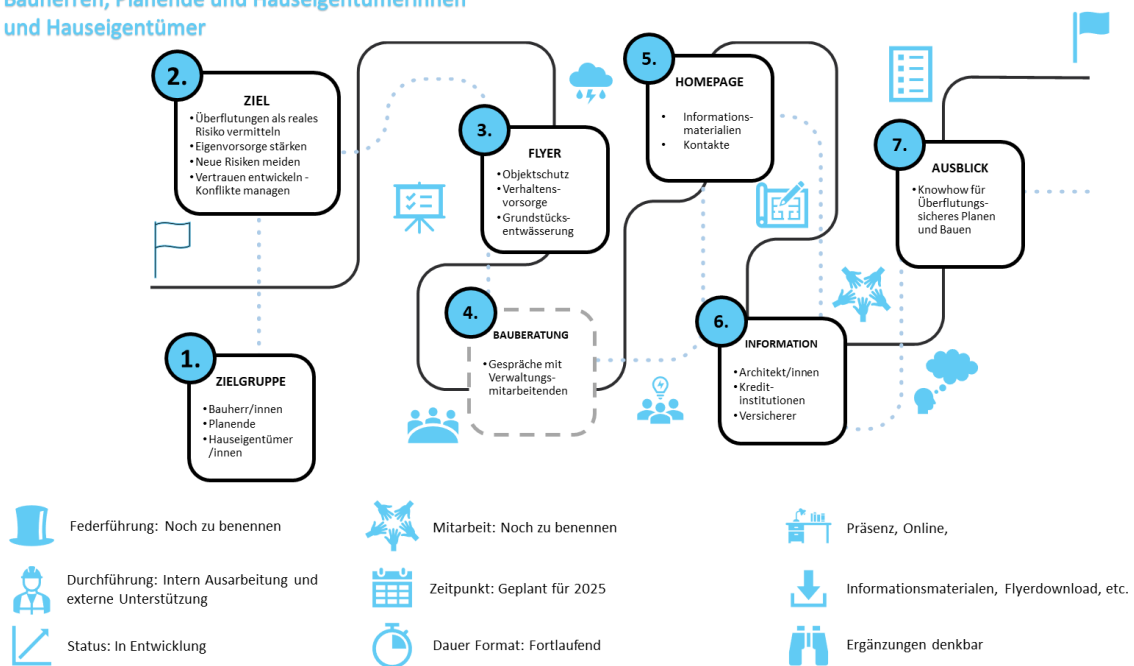 Bauherren, Planende und Hauseigentümerinnen
und Hauseigentümer
2.
ZIEL
• Überflutungen als reales
Risiko vermitteln
• Eigenvorsorge stärken
• Neue Risiken meiden
• Vertrauen entwickeln -
Konflikte managen
3.
FLYER
• Objektschutz
• Verhaltens-
vorsorge
• Grundstücks-
entwässerung
5.
HOMEPAGE
• Informations-
materialien
• Kontakte
7.
AUSBLICK
• Knowhow für
Überflutungs-
sicheres Planen
und Bauen
1.
ZIELGRUPPE
• Bauherr/innen
• Planende
• Hauseigentümer
/innen
4.
BAUBERATUNG
• Gespräche mit
Verwaltungs-
mitarbeitenden
6.
INFORMATION
• Architekt/innen
• Kredit-
institutionen
• Versicherer
Federführung: Noch zu benennen
Mitarbeit: Noch zu benennen
Präsenz, Online,
Durchführung: Intern Ausarbeitung und
externe Unterstützung
Zeitpunkt: Geplant für 2025
Informationsmaterialen, Flyerdownload, etc.
Status: In Entwicklung
Dauer Format: Fortlaufend
Ergänzungen denkbar